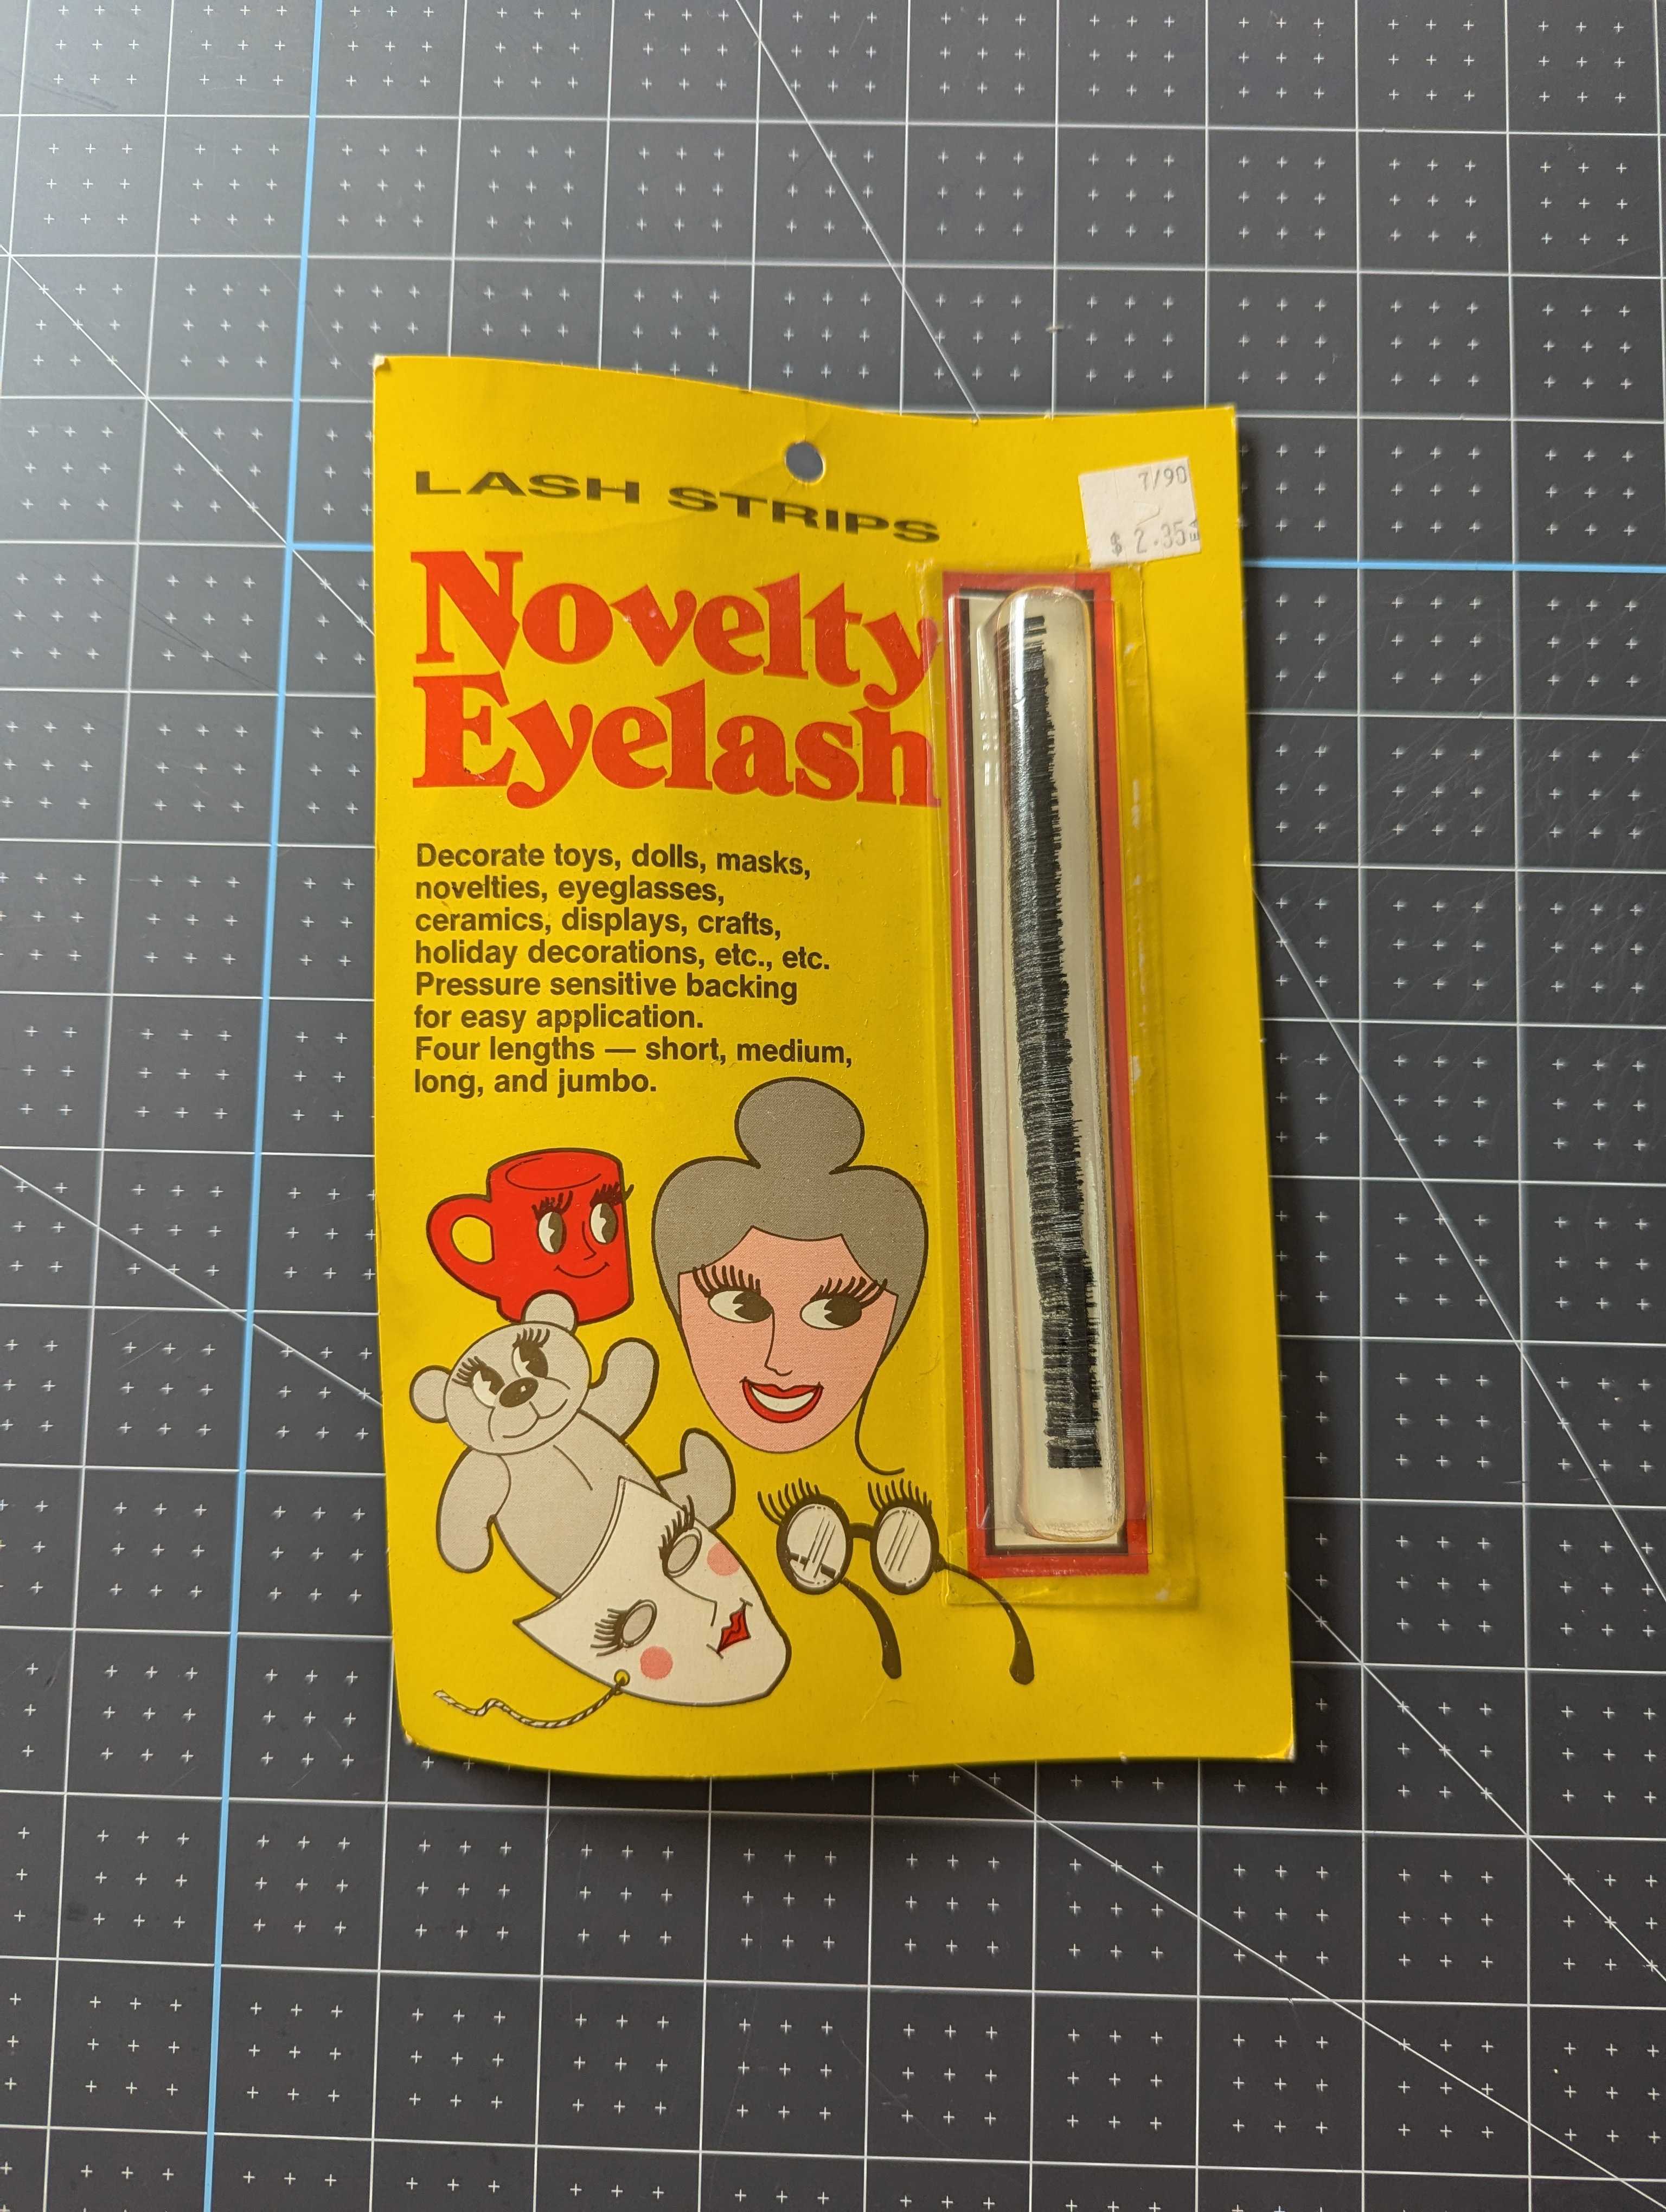 LASH STRIPS
7/90
$ 2.35
Novelty
Eyelash
Decorate toys, dolls, masks,
novelties, eyeglasses,
ceramics, displays, crafts,
holiday decorations, etc., etc.
Pressure sensitive backing
for easy application.
Four lengths — short, medium,
long, and jumbo.